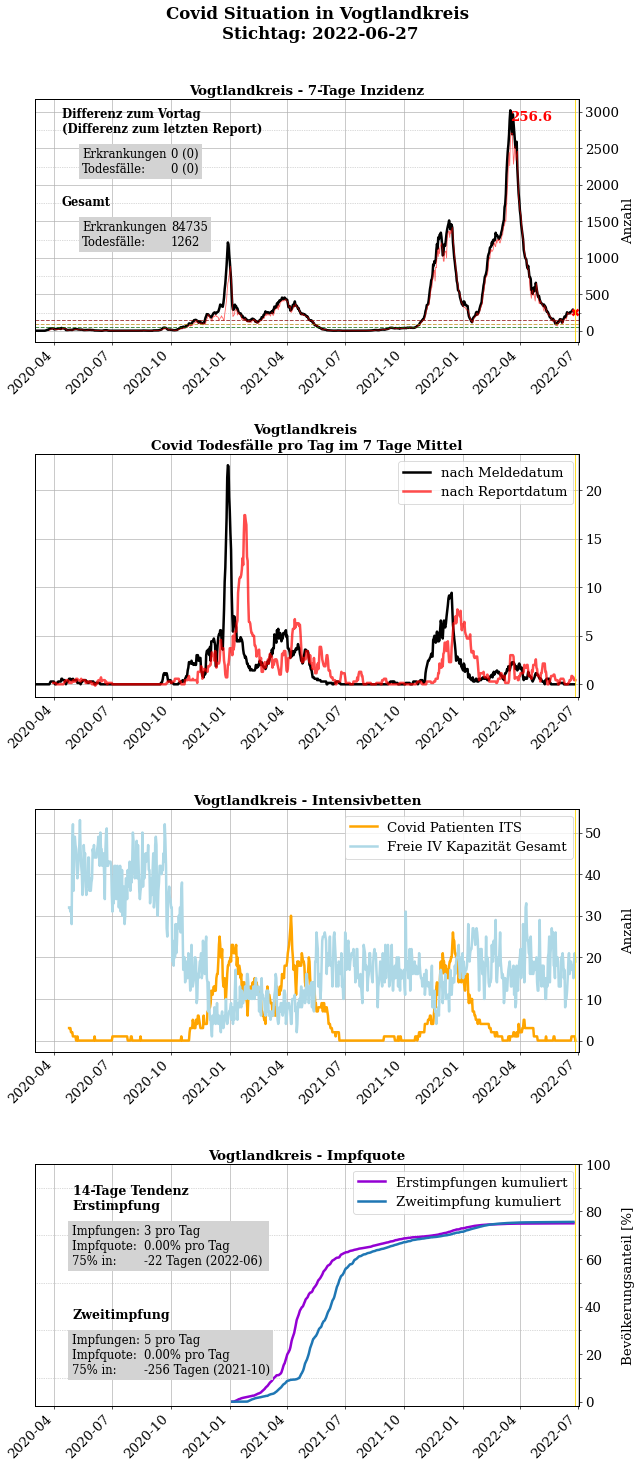 Covid Situation in Vogtlandkreis
Stichtag: 2022-06-27
Vogtlandkreis - 7-Tage Inzidenz
Differenz zum Vortag
(Differenz zum letzten Report)
Erkrankungen 0 (0)
Todesfälle: 0 (0)
Gesamt
Erkrankungen 84735
Todesfälle: 1262
256.6
3000
2500
2000
1500
1000
500
0
Anzahl
2020-04
2020-07
2020-10
2021-01
2021-04
2021-07
2021-10
2022-01
2022-04
2022-07
Vogtlandkreis
Covid Todesfälle pro Tag im 7 Tage Mittel
nach Meldedatum
nach Reportdatum
20
15
10
5
0
2020-04
2020-07
2020-10
2021-01
2021-04
2021-07
2021-10
2022-01
2022-04
2022-07
Vogtlandkreis - Intensivbetten
Covid Patienten ITS
Freie IV Kapazität Gesamt
50
40
30
20
10
0
Anzahl
2020-04
2020-07
2020-10
2021-01
2021-04
2021-07
2021-10
2022-01
2022-04
2022-07
Vogtlandkreis - Impfquote
14-Tage Tendenz
Erstimpfung
Impfungen: 3 pro Tag
Impfquote: 0.00% pro Tag
75% in: -22 Tagen (2022-06)
Zweitimpfung
Impfungen: 5 pro Tag
Impfquote: 0.00% pro Tag
75% in: -256 Tagen (2021-10)
Erstimpfungen kumuliert
Zweitimpfung kumuliert
100
80
60
40
20
0
Bevölkerungsanteil [%]
2020-04
2020-07
2020-10
2021-01
2021-04
2021-07
2021-10
2022-01
2022-04
2022-07